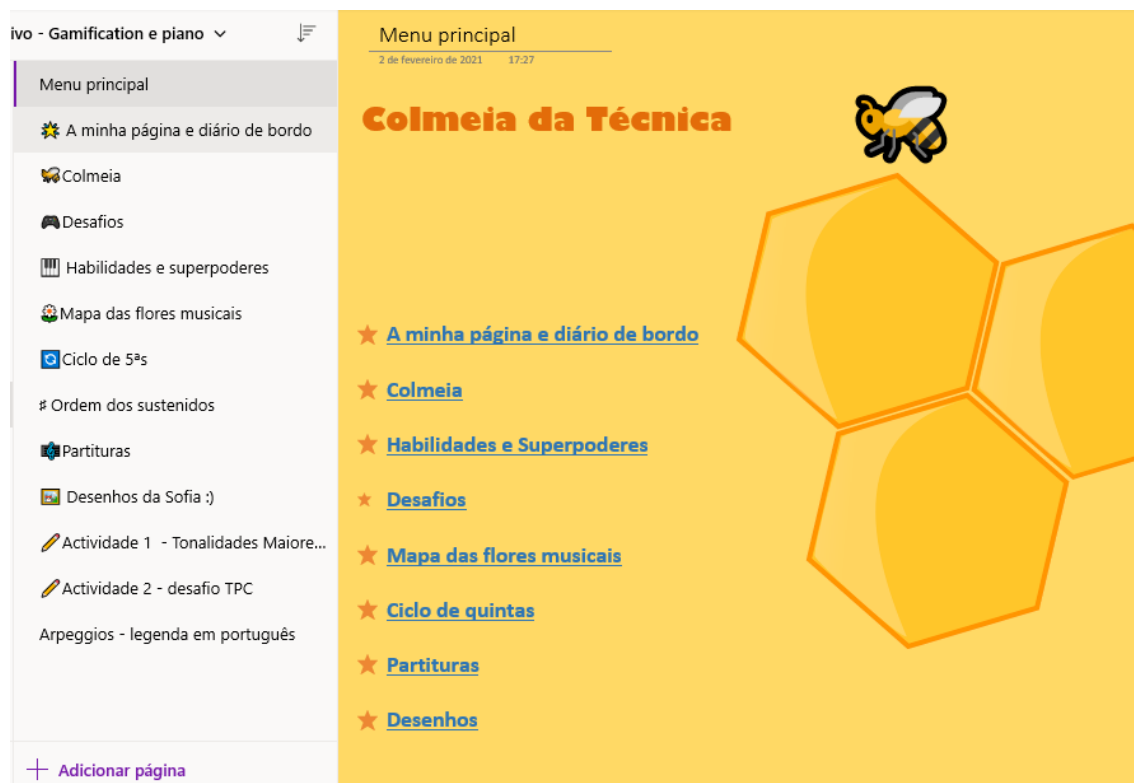 ivo - Gamification e piano
Menu principal
A minha página e diário de bordo
Colmeia
Desafios
Habilidades e superpoderes
Mapa das flores musicais
Ciclo de 5ªs
♯ Ordem dos sustenidos
Partituras
Desenhos da Sofia :)
Actividade 1 - Tonalidades Maiore...
Actividade 2 - desafio TPC
Arpeggios - legenda em português
Adicionar página
Menu principal
2 de fevereiro de 2021 17:27
Colmeia da Técnica
A minha página e diário de bordo
Colmeia
Habilidades e Superpoderes
Desafios
Mapa das flores musicais
Ciclo de quintas
Partituras
Desenhos